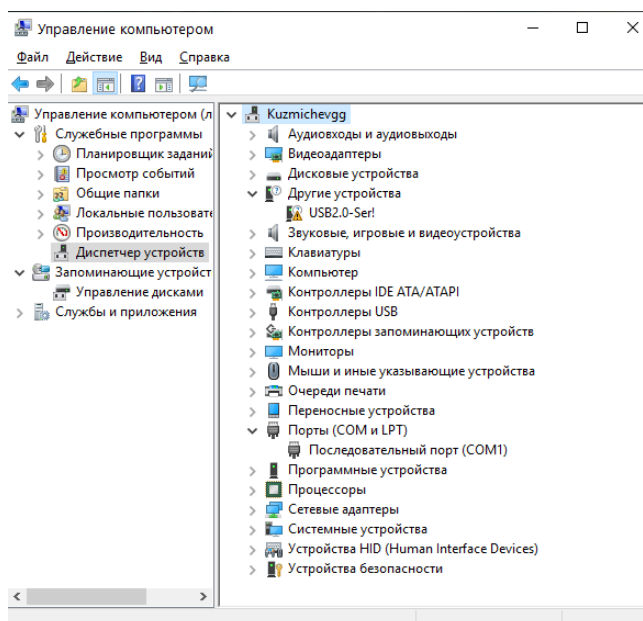 Управление компьютером
Файл Действие Вид Справка
Управление компьютером (л
Служебные программы
Планировщик заданий
Просмотр событий
Общие папки
Локальные пользовате
Производительность
Диспетчер устройств
Запоминающие устройст
Управление дисками
Службы и приложения
Kuzmichevgg
Аудиовходы и аудиовыходы
Видеоадаптеры
Дисковые устройства
Другие устройства
USB2.0-Ser!
Звуковые, игровые и видеоустройства
Клавиатуры
Компьютер
Контроллеры IDE ATA/ATAPI
Контроллеры USB
Контроллеры запоминающих устройств
Мониторы
Мыши и иные указывающие устройства
Очереди печати
Переносные устройства
Порты (COM и LPT)
Последовательный порт (COM1)
Программные устройства
Процессоры
Сетевые адаптеры
Системные устройства
Устройства HID (Human Interface Devices)
Устройства безопасности